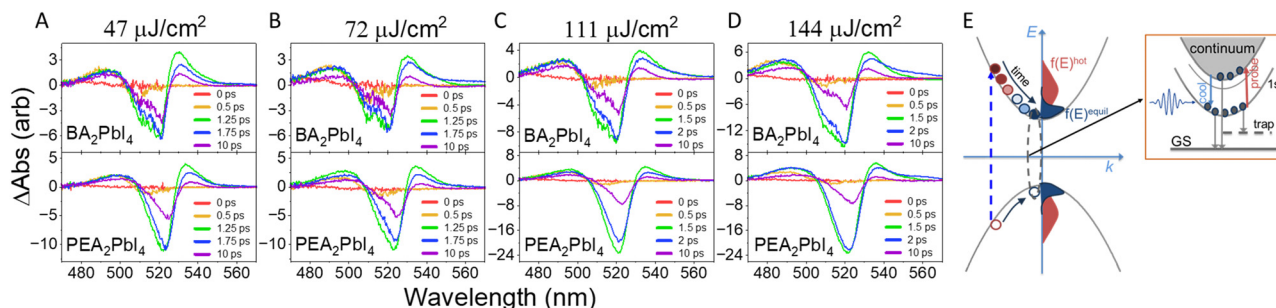 A 47 μJ/cm²
B 72 μJ/cm²
C 111 μJ/cm²
D 144 μJ/cm²
E
ΔAbs (arb)
3
0
-3
-6
BA₂PbI₄
0 ps
0.5 ps
1.25 ps
1.75 ps
10 ps
3
0
-3
-6
BA₂PbI₄
0 ps
0.5 ps
1.25 ps
1.75 ps
10 ps
4
0
-4
-8
BA₂PbI₄
0 ps
0.5 ps
1.5 ps
2 ps
10 ps
6
0
-6
-12
BA₂PbI₄
0 ps
0.5 ps
1.5 ps
2 ps
10 ps
5
0
-5
-10
PEA₂PbI₄
0 ps
0.5 ps
1.25 ps
1.75 ps
10 ps
480 500 520 540 560
5
0
-5
-10
PEA₂PbI₄
0 ps
0.5 ps
1.25 ps
1.75 ps
10 ps
480 500 520 540 560
8
0
-8
-16
-24
PEA₂PbI₄
0 ps
0.5 ps
1.5 ps
2 ps
10 ps
480 500 520 540 560
8
0
-8
-16
-24
PEA₂PbI₄
0 ps
0.5 ps
1.5 ps
2 ps
10 ps
480 500 520 540 560
Wavelength (nm)
E
time
f(E)hot
f(E)equil
k
continuum
cool
probe
1s
trap
GS